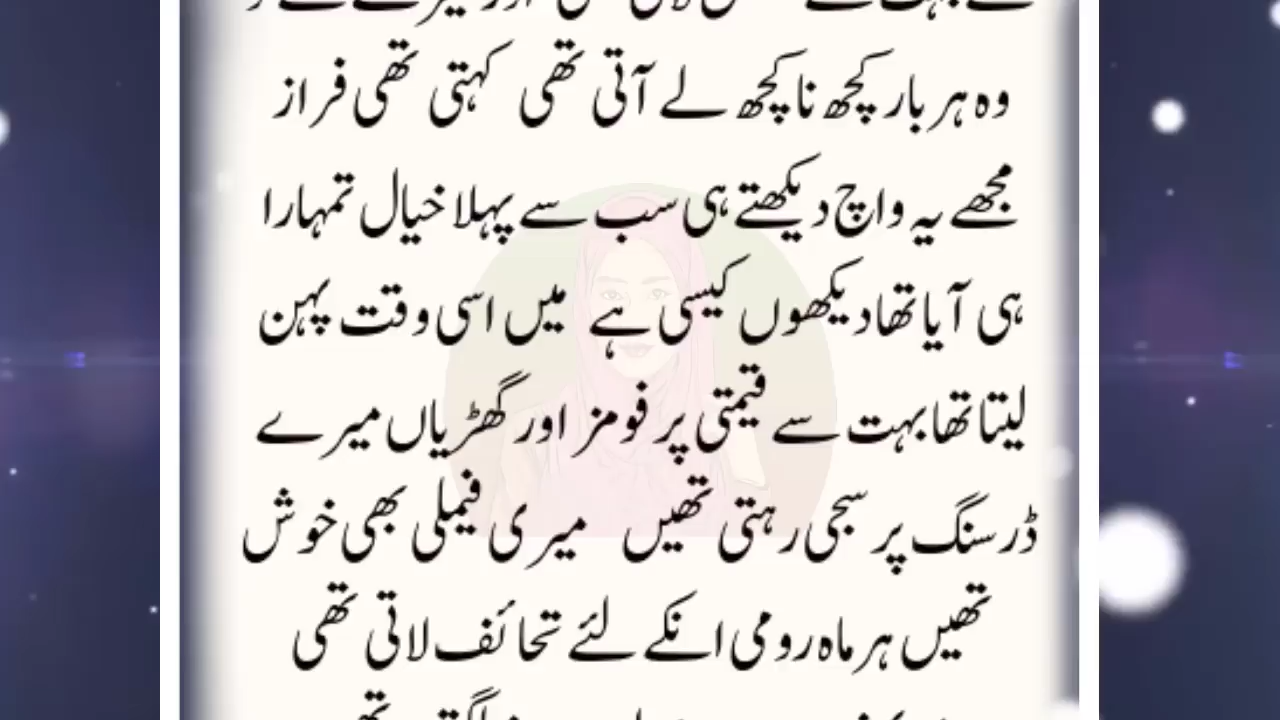 وہ ہر بار کچھ نا کچھ لے آتی تھی کہتی تھی فراز
مجھے یہ واچ دیکھتے ہی سب سے پہلا خیال تمہارا
ہی آیا تھا دیکھوں کیسی ہے میں اسی وقت پہن
لیتا تھا بہت سے قیمتی پرفومز اور گھڑیاں میرے
ڈرسنگ پر سجی رہتی تھیں میری فیملی بھی خوش
تھیں ہر ماہ رومی انکے لئے تحائف لاتی تھی